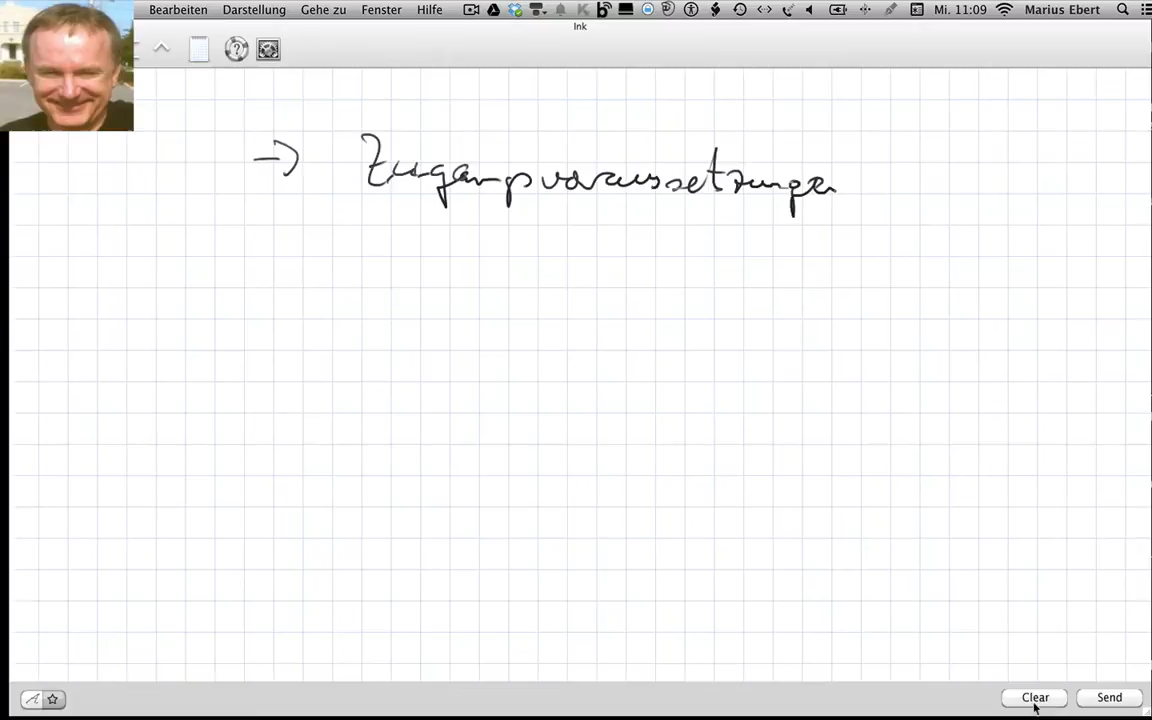 Bearbeiten Darstellung Gehe zu Fenster Hilfe Mi. 11:09 Marius Ebert
Ink
→ Zugangsvoraussetzungen
Clear Send